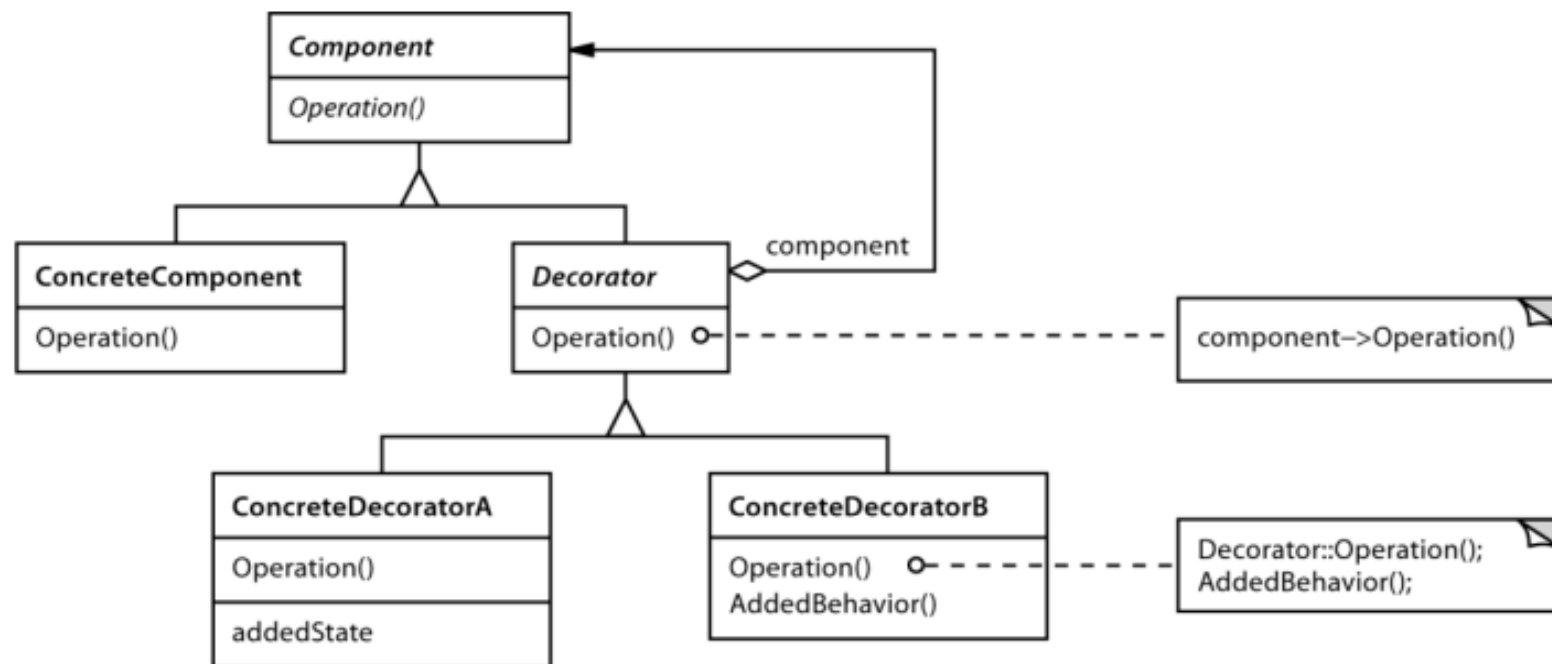 Component
Operation()
component
ConcreteComponent
Operation()
Decorator
Operation()
component–>Operation()
ConcreteDecoratorA
Operation()
addedState
ConcreteDecoratorB
Operation()
AddedBehavior()
Decorator::Operation();
AddedBehavior();